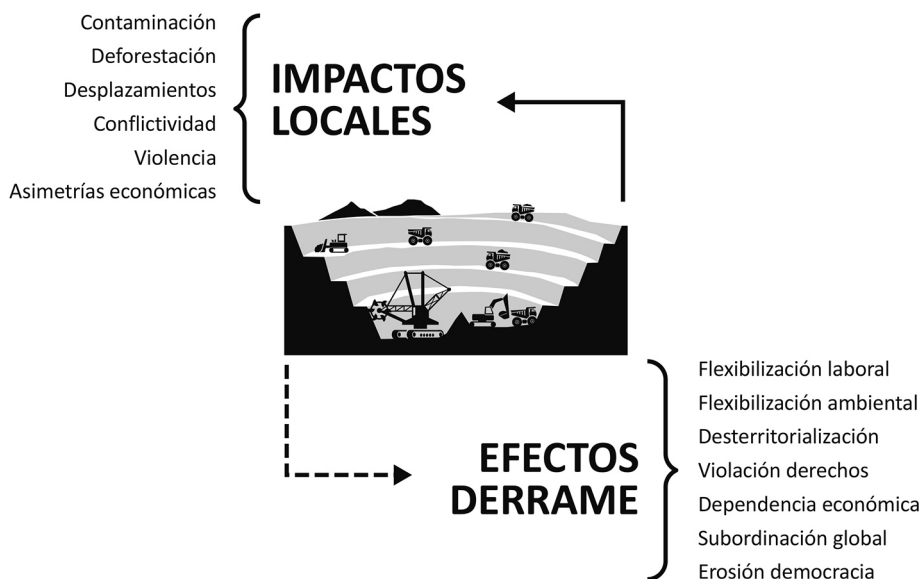 Contaminación
Deforestación
Desplazamientos
Conflictividad
Violencia
Asimetrías económicas
IMPACTOS
LOCALES
EFECTOS
DERRAME
Flexibilización laboral
Flexibilización ambiental
Desterritorialización
Violación derechos
Dependencia económica
Subordinación global
Erosión democracia